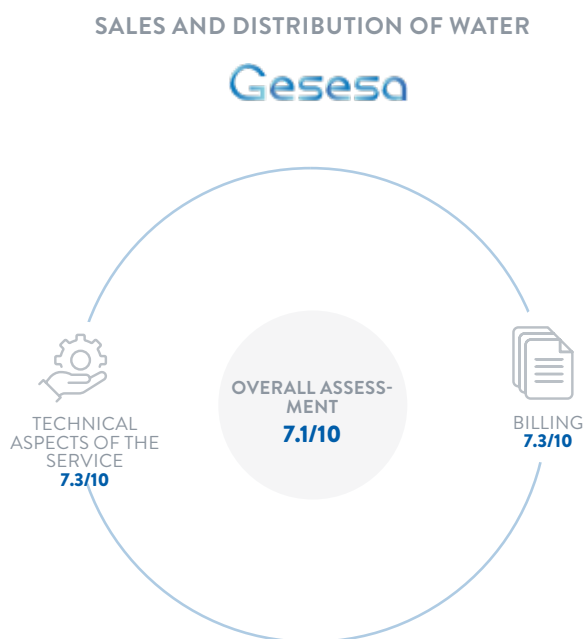 SALES AND DISTRIBUTION OF WATER
Gesesa
OVERALL ASSESS-
MENT
7.1/10
TECHNICAL
ASPECTS OF THE
SERVICE
7.3/10
BILLING
7.3/10